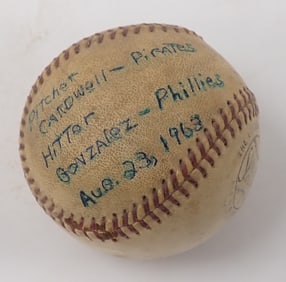 Pitcher
CARDWell - PiRATes
HiTTeR
GONZAlez - Phillies
Aug. 23, 1963